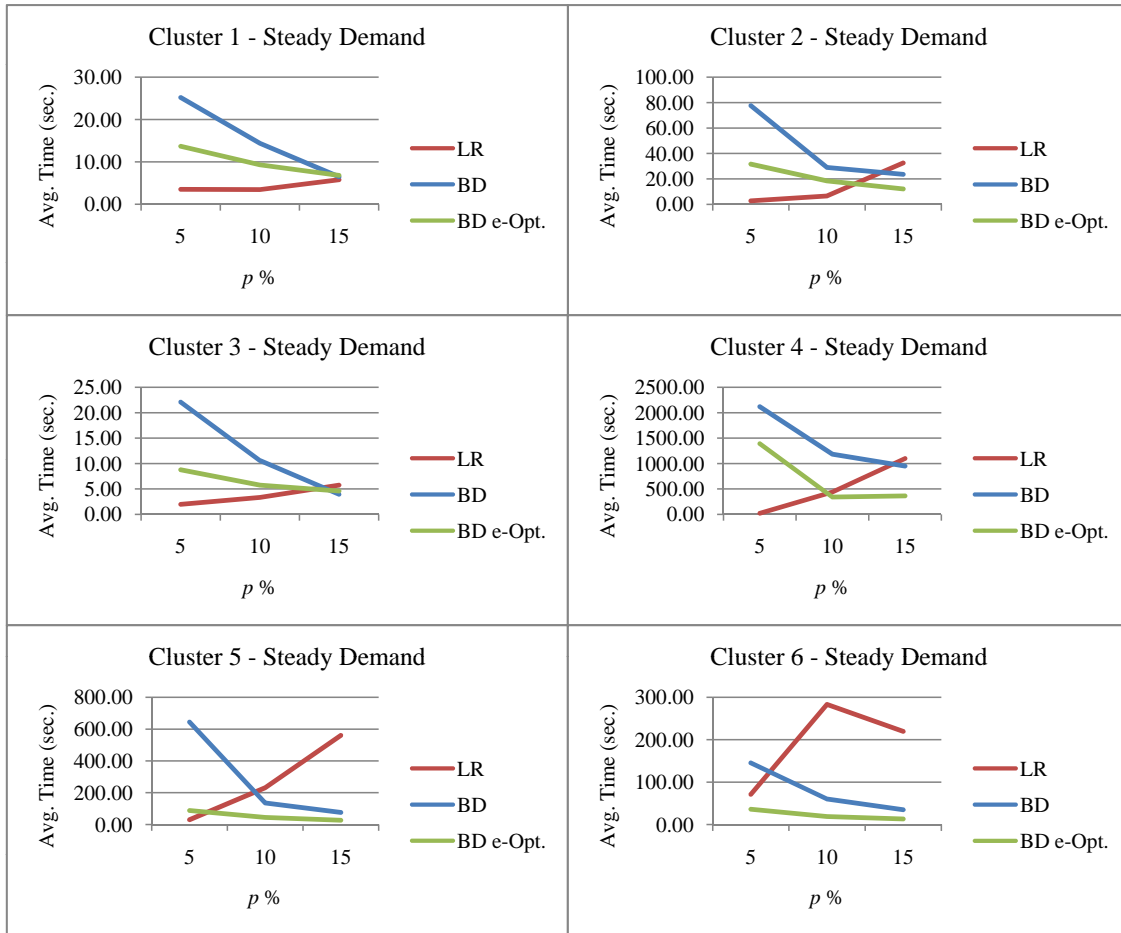 Cluster 1 - Steady Demand
Avg. Time (sec.)
30.00
20.00
10.00
0.00
5 10 15
p %
LR
BD
BD e-Opt.
Cluster 2 - Steady Demand
Avg. Time (sec.)
100.00
80.00
60.00
40.00
20.00
0.00
5 10 15
p %
LR
BD
BD e-Opt.
Cluster 3 - Steady Demand
Avg. Time (sec.)
25.00
20.00
15.00
10.00
5.00
0.00
5 10 15
p %
LR
BD
BD e-Opt.
Cluster 4 - Steady Demand
Avg. Time (sec.)
2500.00
2000.00
1500.00
1000.00
500.00
0.00
5 10 15
p %
LR
BD
BD e-Opt.
Cluster 5 - Steady Demand
Avg. Time (sec.)
800.00
600.00
400.00
200.00
0.00
5 10 15
p %
LR
BD
BD e-Opt.
Cluster 6 - Steady Demand
Avg. Time (sec.)
300.00
200.00
100.00
0.00
5 10 15
p %
LR
BD
BD e-Opt.